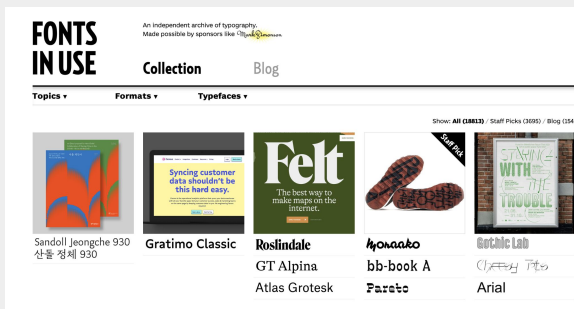 FONTS
IN USE
An independent archive of typography.
Made possible by sponsors like Mark Simonson
Collection
Blog
Topics ▾
Formats ▾
Typefaces ▾
Show: All (18813) / Staff Picks (3695) / Blog (154
Syncing customer
data shouldn't be
this hard easy.
Felt
The best way to
make maps on the
internet.
Staff Pick
WITH
THE
TROUBLE
Sandoll Jeongche 930
산돌 정체 930
Gratimo Classic
Roslindale
GT Alpina
Atlas Grotesk
bb-book A
Pareto
Gothic Lab
Arial